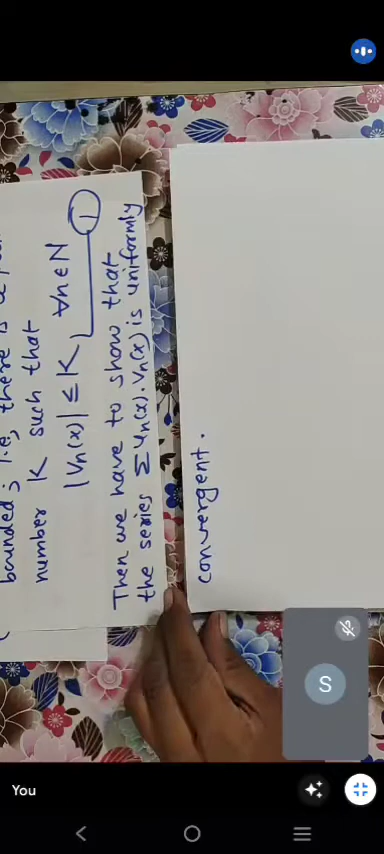 bounded ; i.e, there is a
number K such that
|Vn(x)| ≤ K, ∀n∈N
1
Then we have to show that
the series Σ un(x). Vn(x) is uniformly
convergent.
S
You